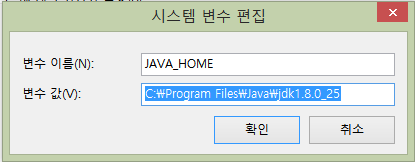 시스템 변수 편집
변수 이름(N): JAVA_HOME
변수 값(V): C:₩Program Files₩Java₩jdk1.8.0_25
확인 취소